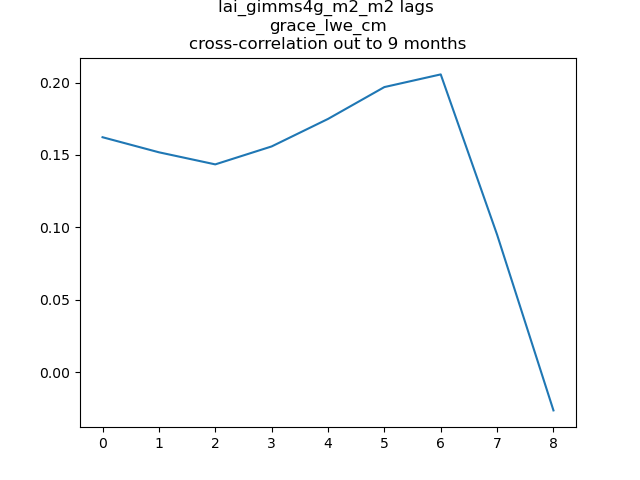 lai_gimms4g_m2_m2 lags
grace_lwe_cm
cross-correlation out to 9 months
0.20
0.15
0.10
0.05
0.00
0 1 2 3 4 5 6 7 8